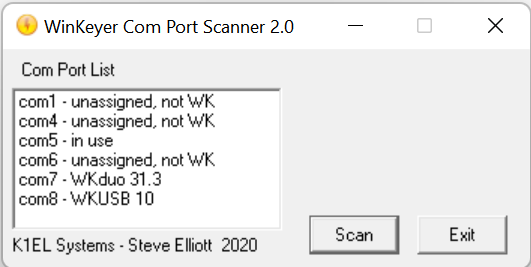 WinKeyer Com Port Scanner 2.0
Com Port List
com1 - unassigned, not WK
com4 - unassigned, not WK
com5 - in use
com6 - unassigned, not WK
com7 - WKduo 31.3
com8 - WKUSB 10
K1EL Systems - Steve Elliott  2020
Scan
Exit